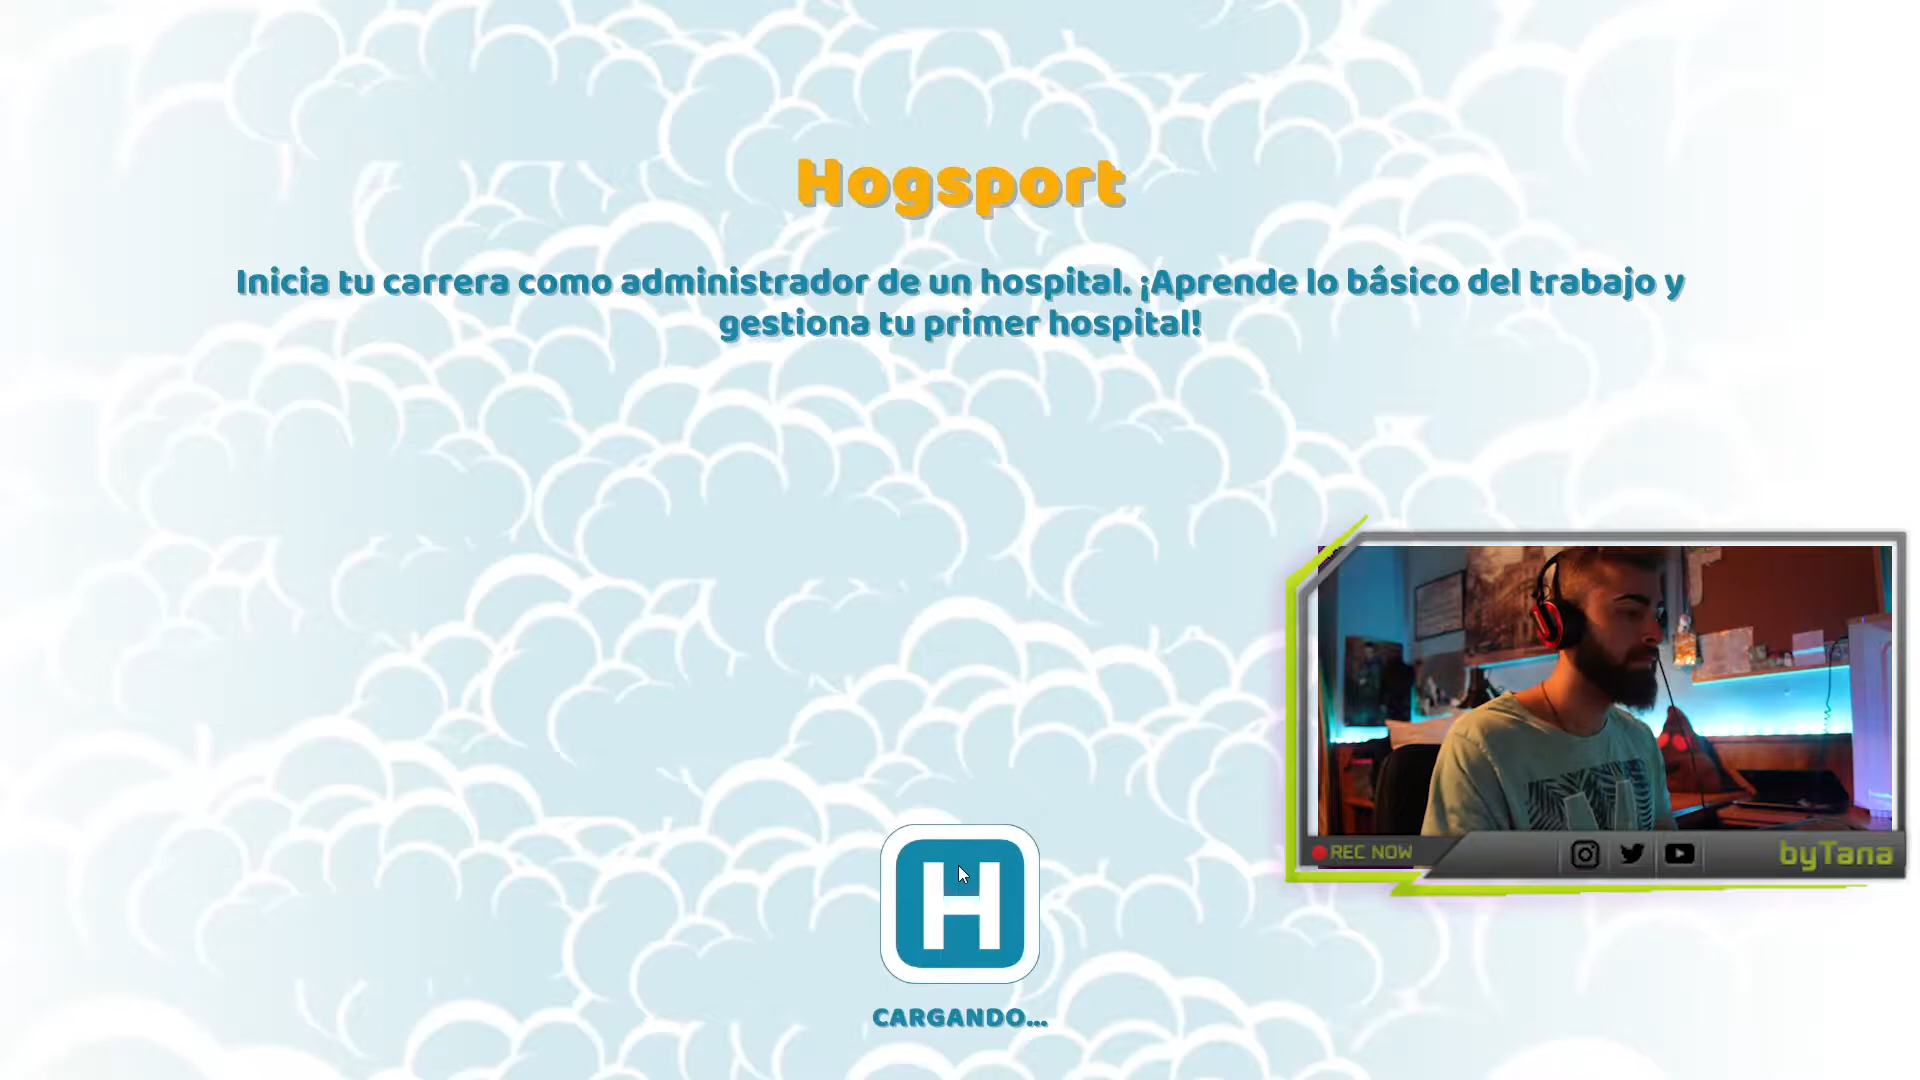 Hogsport
Inicia tu carrera como administrador de un hospital. ¡Aprende lo básico del trabajo y
gestiona tu primer hospital!
REC NOW
byTana
H
CARGANDO...